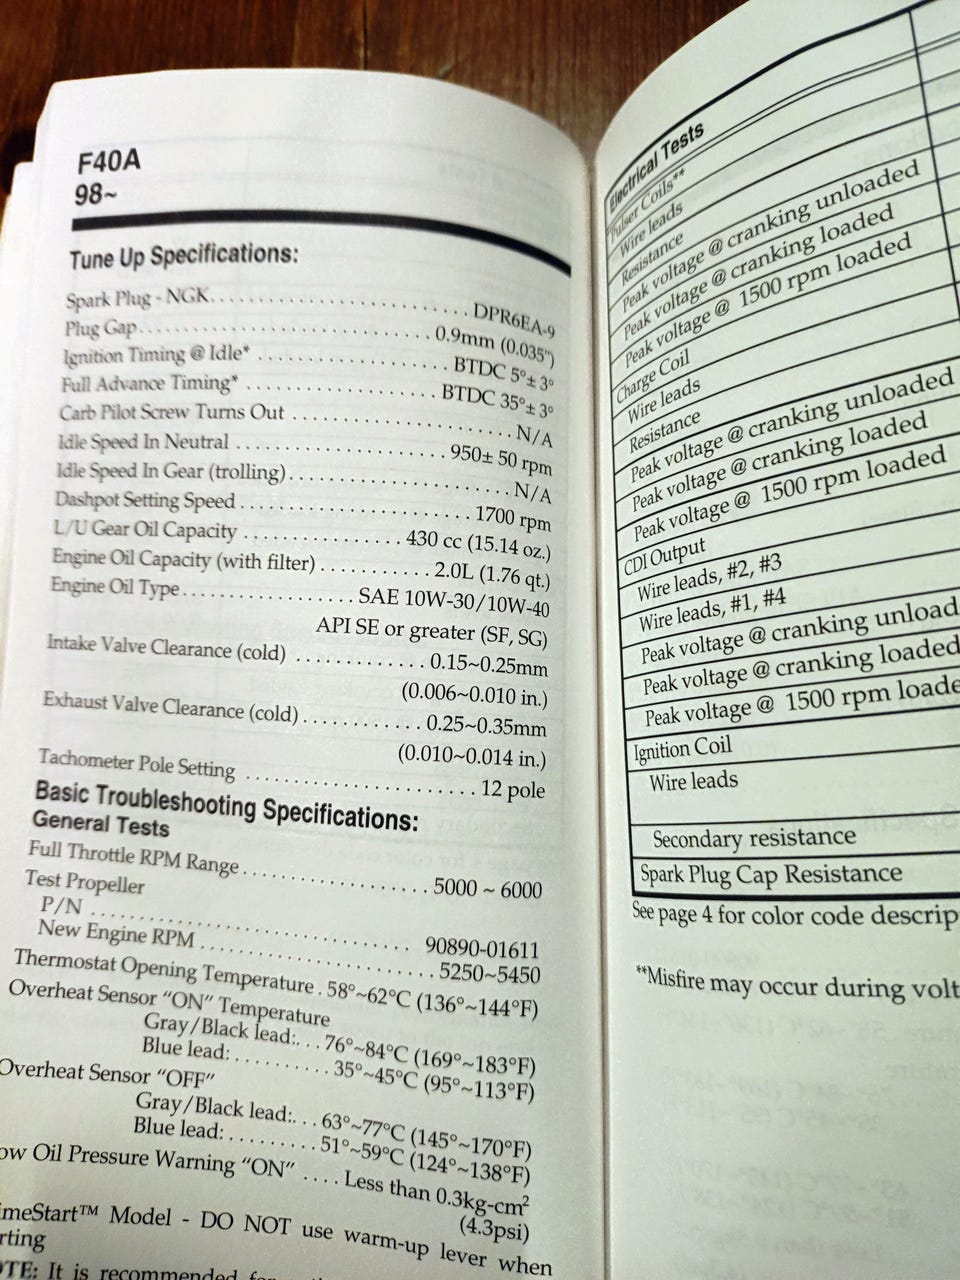 F40A
98~
Tune Up Specifications:
Spark Plug - NGK. . . . . . . . . . . . . . . . . . . . . . . . . . DPR6EA-9
Plug Gap. . . . . . . . . . . . . . . . . . . . . . . . . . . . . 0.9mm (0.035")
Ignition Timing @ Idle* . . . . . . . . . . . . . . . . . . . . BTDC 5°± 3°
Full Advance Timing* . . . . . . . . . . . . . . . . . . . . BTDC 35°± 3°
Carb Pilot Screw Turns Out . . . . . . . . . . . . . . . . . . . . . . . N/A
Idle Speed In Neutral . . . . . . . . . . . . . . . . . . . . . . 950± 50 rpm
Idle Speed In Gear (trolling) . . . . . . . . . . . . . . . . . . . . . . . N/A
Dashpot Setting Speed . . . . . . . . . . . . . . . . . . . . . . . . 1700 rpm
L/U Gear Oil Capacity . . . . . . . . . . . . . . . . 430 cc (15.14 oz.)
Engine Oil Capacity (with filter) . . . . . . . . . . . 2.0L (1.76 qt.)
Engine Oil Type . . . . . . . . . . . . . . . . . . SAE 10W-30/10W-40
API SE or greater (SF, SG)
Intake Valve Clearance (cold) . . . . . . . . . . . . 0.15~0.25mm
(0.006~0.010 in.)
Exhaust Valve Clearance (cold) . . . . . . . . . . . 0.25~0.35mm
(0.010~0.014 in.)
Tachometer Pole Setting . . . . . . . . . . . . . . . . . . . . . . . 12 pole
Basic Troubleshooting Specifications:
General Tests
Full Throttle RPM Range . . . . . . . . . . . . . . . . . . 5000 ~ 6000
Test Propeller
P/N . . . . . . . . . . . . . . . . . . . . . . . . . . . . . . 90890-01611
New Engine RPM . . . . . . . . . . . . . . . . . . . . . . 5250~5450
Thermostat Opening Temperature . 58°~62°C (136°~144°F)
Overheat Sensor “ON” Temperature
Gray/Black lead: . . . 76°~84°C (169°~183°F)
Blue lead: . . . . . . . . . 35°~45°C (95°~113°F)
Overheat Sensor “OFF”
Gray/Black lead: . . . 63°~77°C (145°~170°F)
Blue lead: . . . . . . . . . 51°~59°C (124°~138°F)
ow Oil Pressure Warning “ON” . . . . Less than 0.3kg-cm²
(4.3psi)
imeStart™ Model - DO NOT use warm-up lever when
rting
OTE: It is recommended
Electrical Tests
Pulser Coils**
Wire leads
Resistance
Peak voltage @ cranking unloaded
Peak voltage @ cranking loaded
Peak voltage @ 1500 rpm loaded
Charge Coil
Wire leads
Resistance
Peak voltage @ cranking unloaded
Peak voltage @ cranking loaded
Peak voltage @ 1500 rpm loaded
CDI Output
Wire leads, #2, #3
Wire leads, #1, #4
Peak voltage @ cranking unload
Peak voltage @ cranking loaded
Peak voltage @ 1500 rpm loade
Ignition Coil
Wire leads
Secondary resistance
Spark Plug Cap Resistance
See page 4 for color code descrip
**Misfire may occur during volt